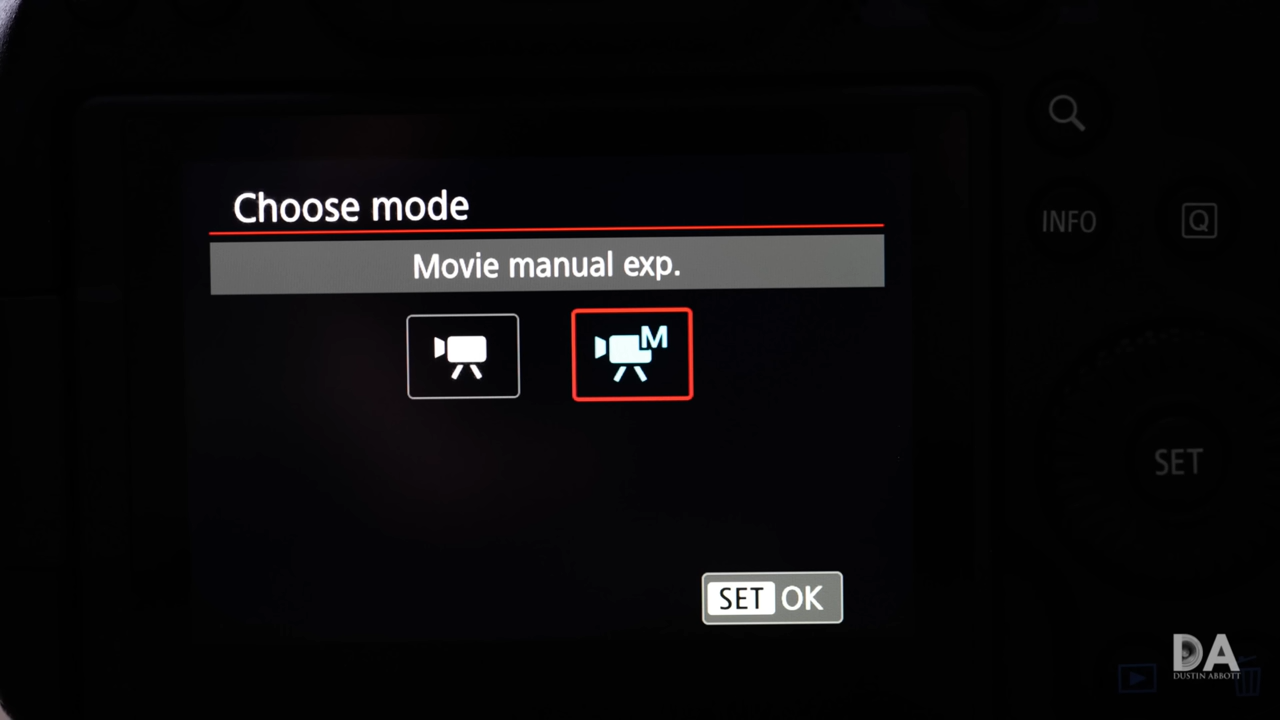 Choose mode
Movie manual exp.
M
SET OK
INFO
Q
SET
DA
DUSTIN ABBOTT